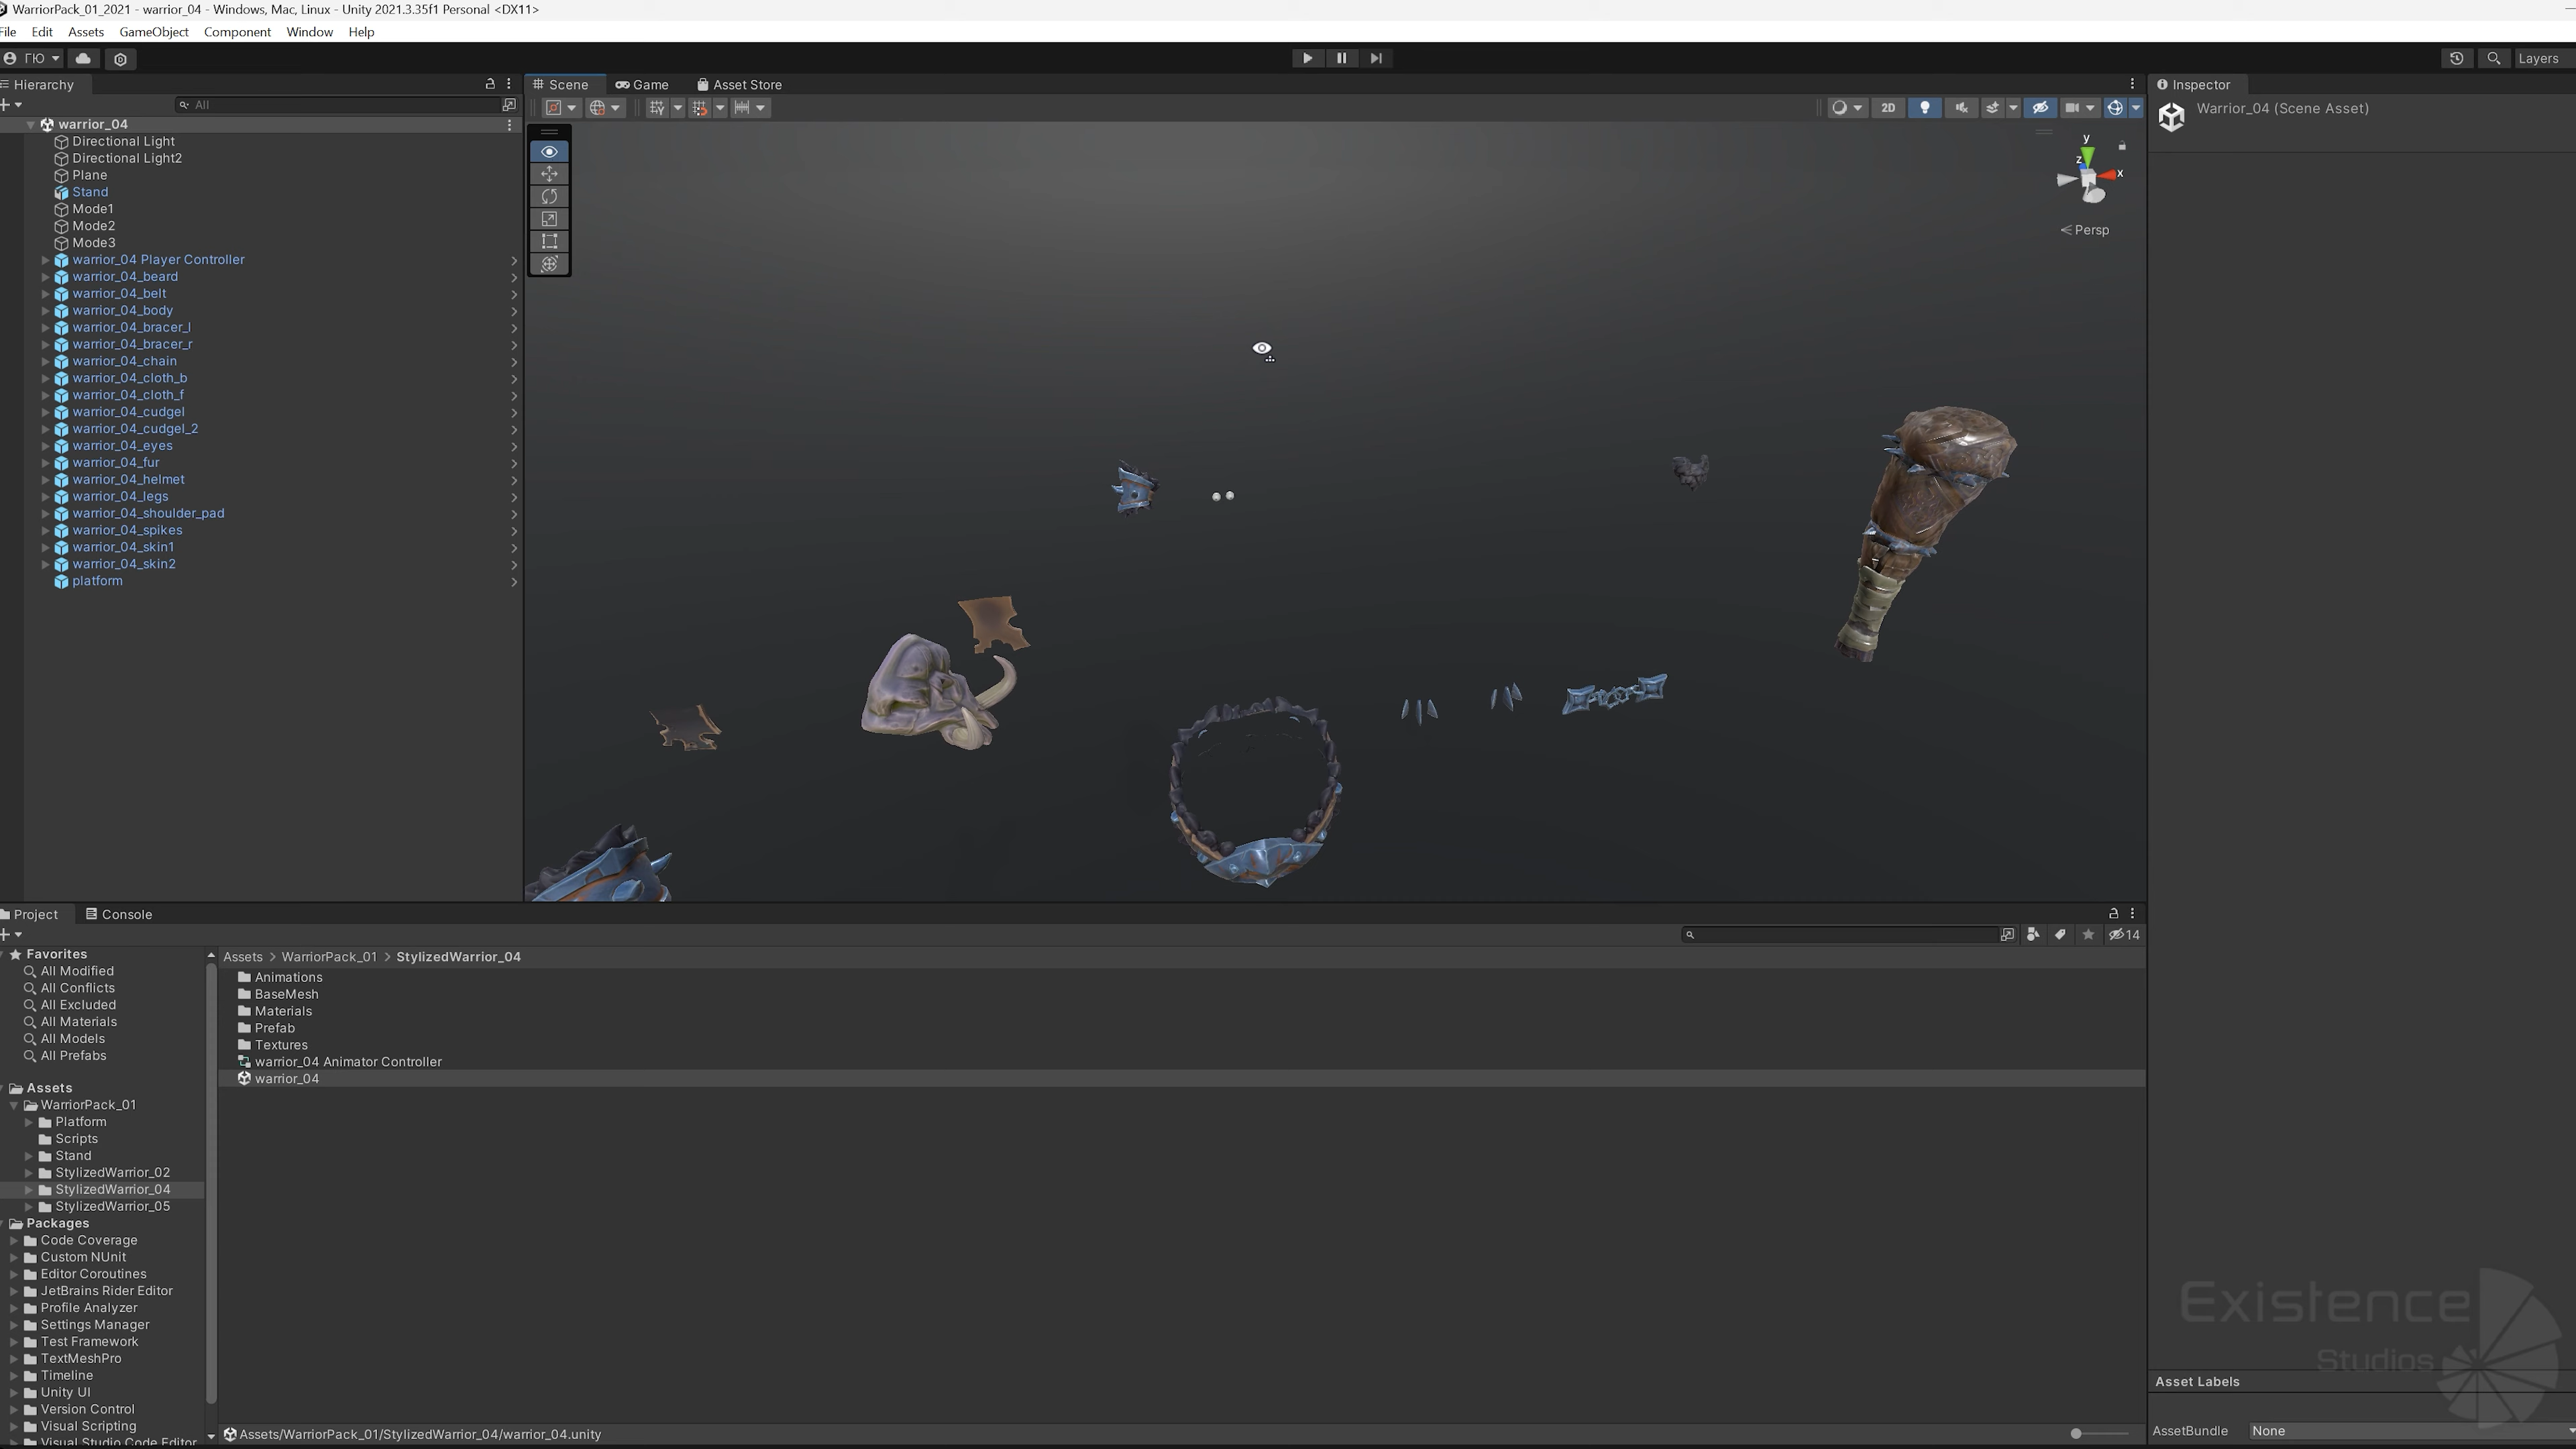 WarriorPack_01_2021 - warrior_04 - Windows, Mac, Linux - Unity 2021.3.35f1 Personal <DX11>
File Edit Assets GameObject Component Window Help
ГЮ
Layers
Hierarchy
Scene
Game
Asset Store
Inspector
All
2D
Warrior_04 (Scene Asset)
warrior_04
Directional Light
Directional Light2
Plane
Stand
Mode1
Mode2
Mode3
warrior_04 Player Controller
warrior_04_beard
warrior_04_belt
warrior_04_body
warrior_04_bracer_l
warrior_04_bracer_r
warrior_04_chain
warrior_04_cloth_b
warrior_04_cloth_f
warrior_04_cudgel
warrior_04_cudgel_2
warrior_04_eyes
warrior_04_fur
warrior_04_helmet
warrior_04_legs
warrior_04_shoulder_pad
warrior_04_spikes
warrior_04_skin1
warrior_04_skin2
platform
y
z
x
Persp
Project
Console
14
Favorites
All Modified
All Conflicts
All Excluded
All Materials
All Models
All Prefabs
Assets
WarriorPack_01
Platform
Scripts
Stand
StylizedWarrior_02
StylizedWarrior_04
StylizedWarrior_05
Packages
Code Coverage
Custom NUnit
Editor Coroutines
JetBrains Rider Editor
Profile Analyzer
Settings Manager
Test Framework
TextMeshPro
Timeline
Unity UI
Version Control
Visual Scripting
Visual Studio Code Editor
Assets > WarriorPack_01 > StylizedWarrior_04
Animations
BaseMesh
Materials
Prefab
Textures
warrior_04 Animator Controller
warrior_04
Assets/WarriorPack_01/StylizedWarrior_04/warrior_04.unity
Existence
Studios
Asset Labels
AssetBundle
None